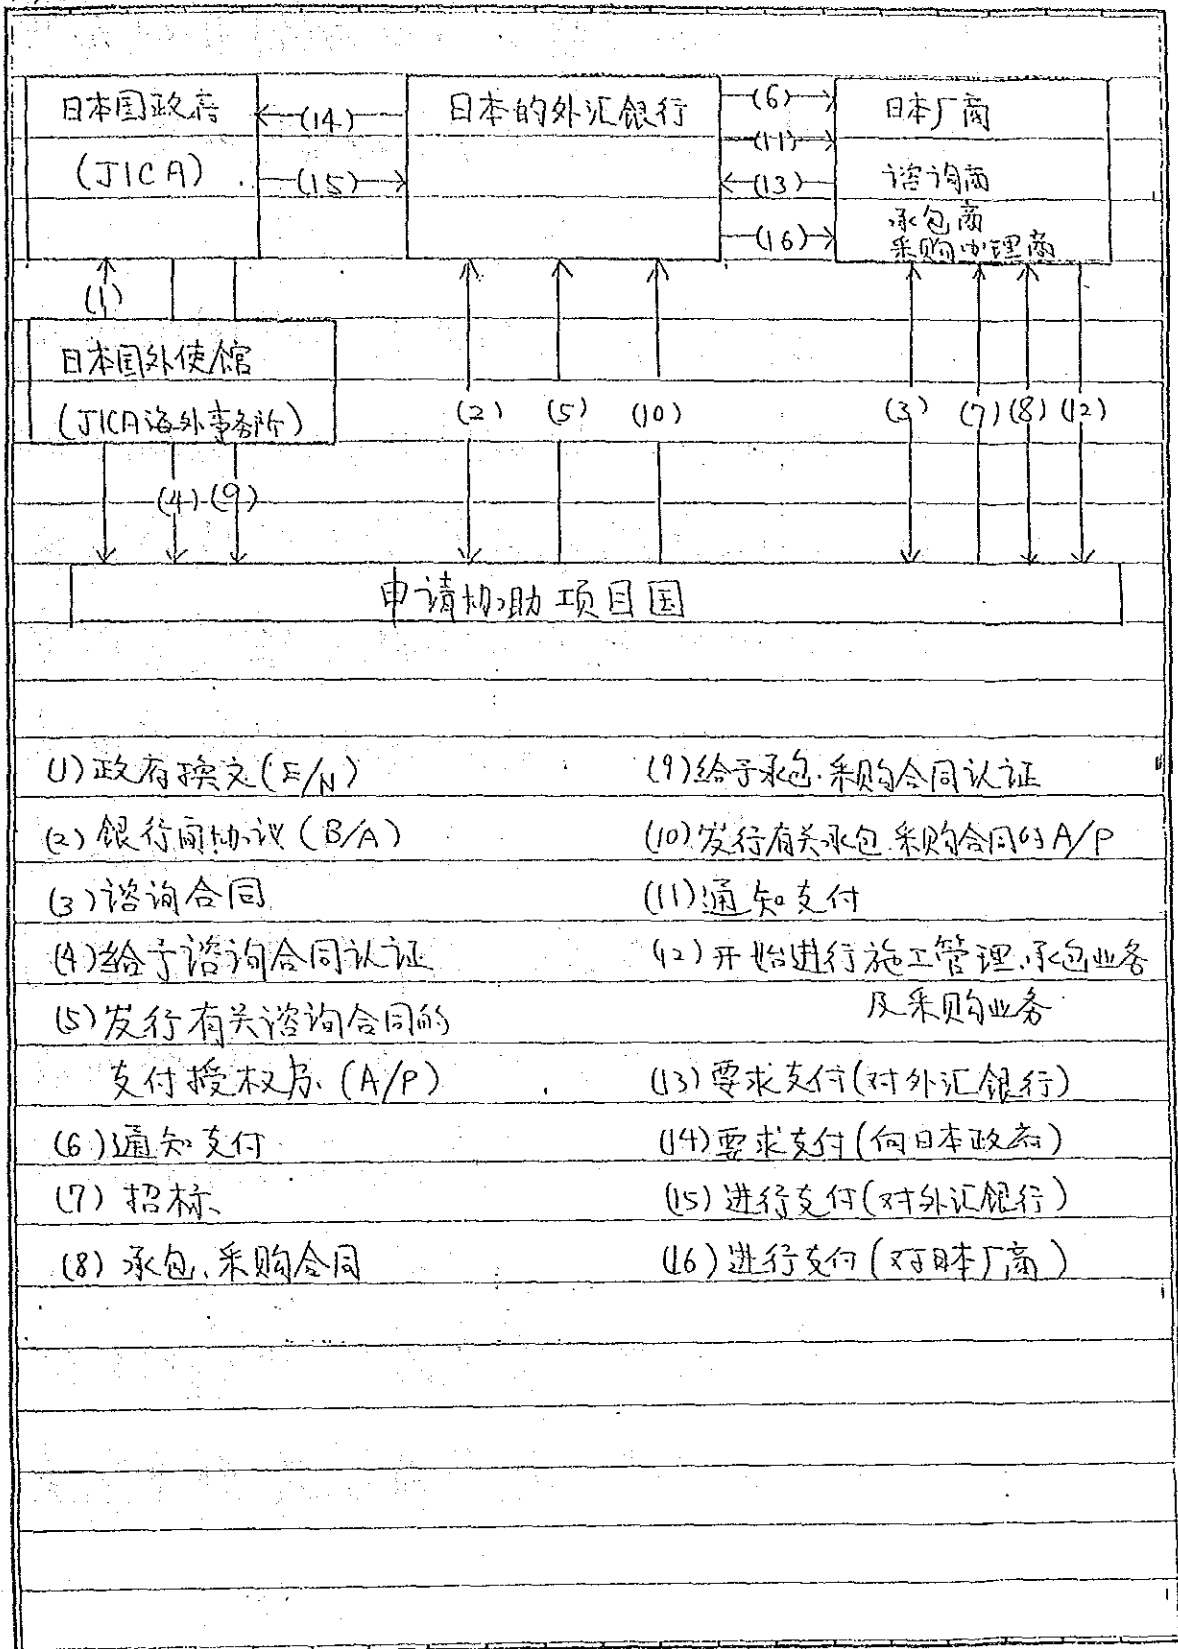 日本国政府
(JICA)
←(14)
(15)→
日本的外汇银行
(6)→
(11)→
←(13)
(16)→
日本厂商
谘询商
承包商
采购办理商
(1)
日本国外使馆
(JICA海外事务所)
(2) (5) (10)
(3) (7) (8) (12)
(4) (9)
申请协助项目国
(1) 政府换文(E/N)
(2) 银行间协议 (B/A)
(3) 谘询合同
(4) 给予谘询合同认证
(5) 发行有关谘询合同的
支付授权书 (A/P)
(6) 通知支付
(7) 招标
(8) 承包、采购合同
(9) 给予承包.采购合同认证
(10) 发行有关承包.采购合同的A/P
(11) 通知支付
(12) 开始进行施工管理.承包业务
及采购业务
(13) 要求支付(对外汇银行)
(14) 要求支付(向日本政府)
(15) 进行支付(对外汇银行)
(16) 进行支付(对日本厂商)